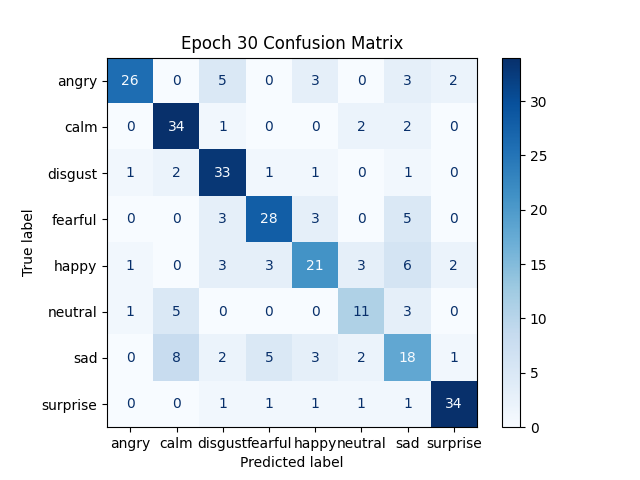 Epoch 30 Confusion Matrix
angry 26 0 5 0 3 0 3 2
calm 0 34 1 0 0 2 2 0
disgust 1 2 33 1 1 0 1 0
fearful 0 0 3 28 3 0 5 0
happy 1 0 3 3 21 3 6 2
neutral 1 5 0 0 0 11 3 0
sad 0 8 2 5 3 2 18 1
surprise 0 0 1 1 1 1 1 34
angry calm disgust fearful happy neutral sad surprise
Predicted label
True label
30
25
20
15
10
5
0